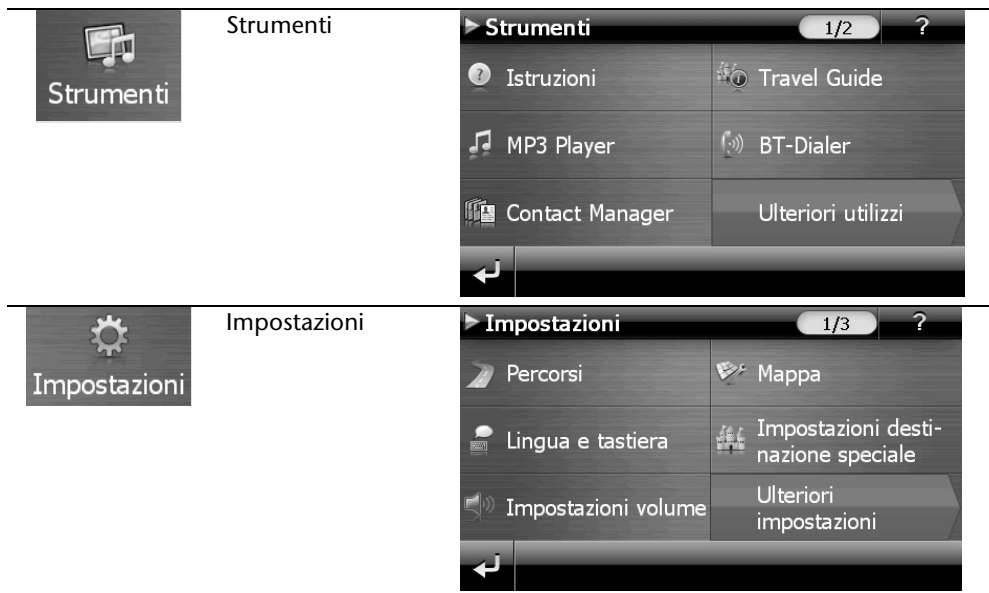 Strumenti
Strumenti
Strumenti 1/2 ?
Istruzioni
Travel Guide
MP3 Player
BT-Dialer
Contact Manager
Ulteriori utilizzi
Impostazioni
Impostazioni
Impostazioni 1/3 ?
Percorsi
Mappa
Lingua e tastiera
Impostazioni desti-
nazione speciale
Impostazioni volume
Ulteriori
impostazioni